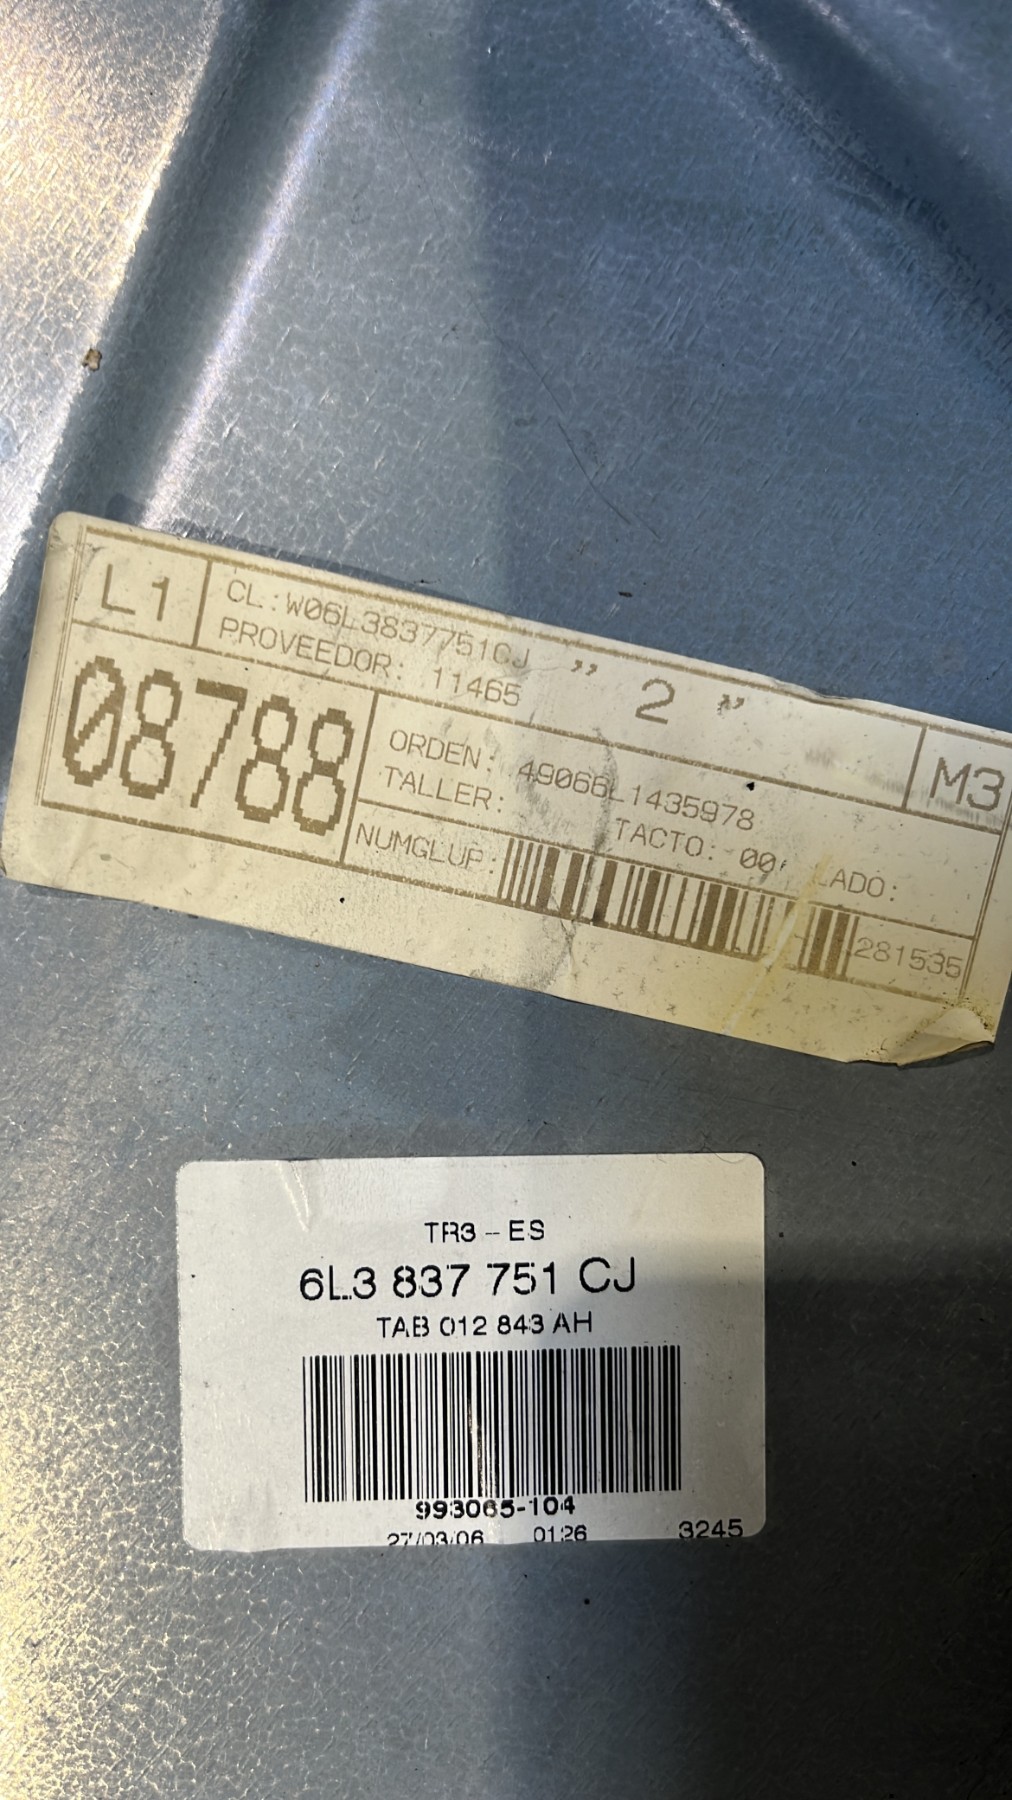 L1
CL:W06L3837751CJ
PROVEEDOR: 11465
" 2 "
M3
08788
ORDEN: 49066L1435978
TALLER:
TACTO:
LADO:
NUMGLUP:
281535
TR3-ES
6L3 837 751 CJ
TAB 012 843 AH
993065-104
27/03/06 01:26 3245